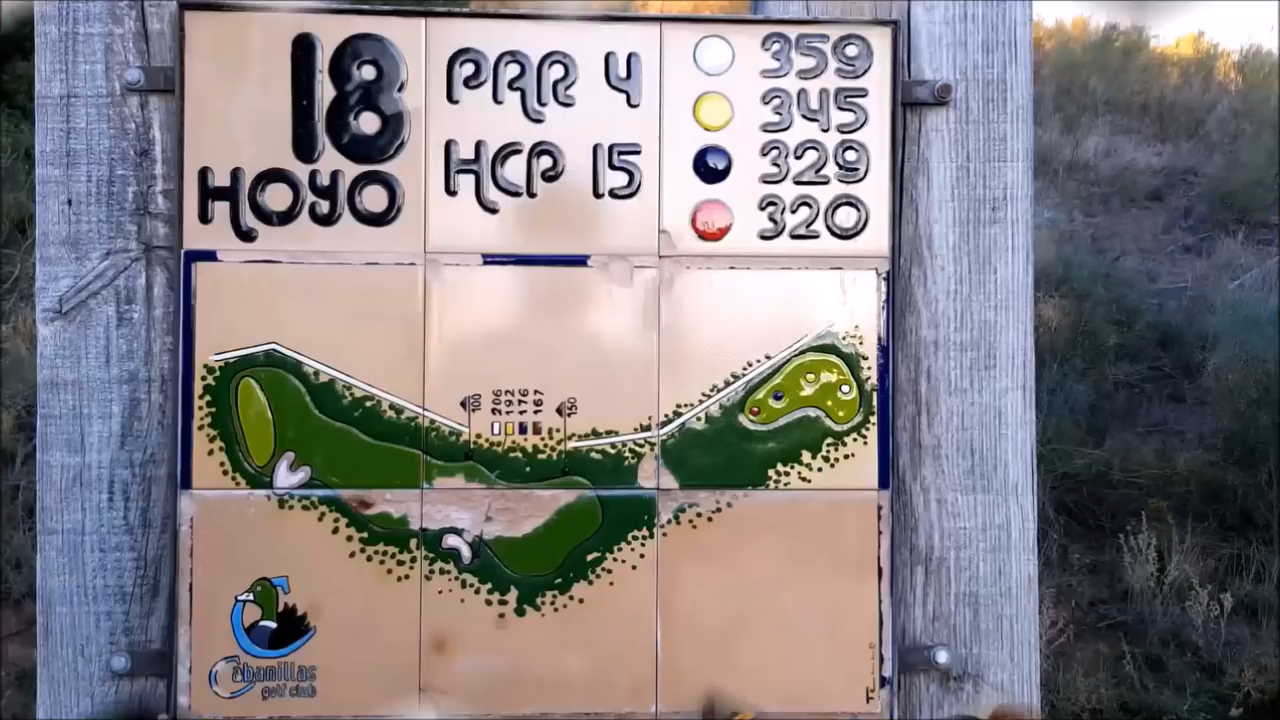 18
HOYO
PAR 4
HCP 15
359
345
329
320
100
206
192
176
167
150
Cabanillas
golf club